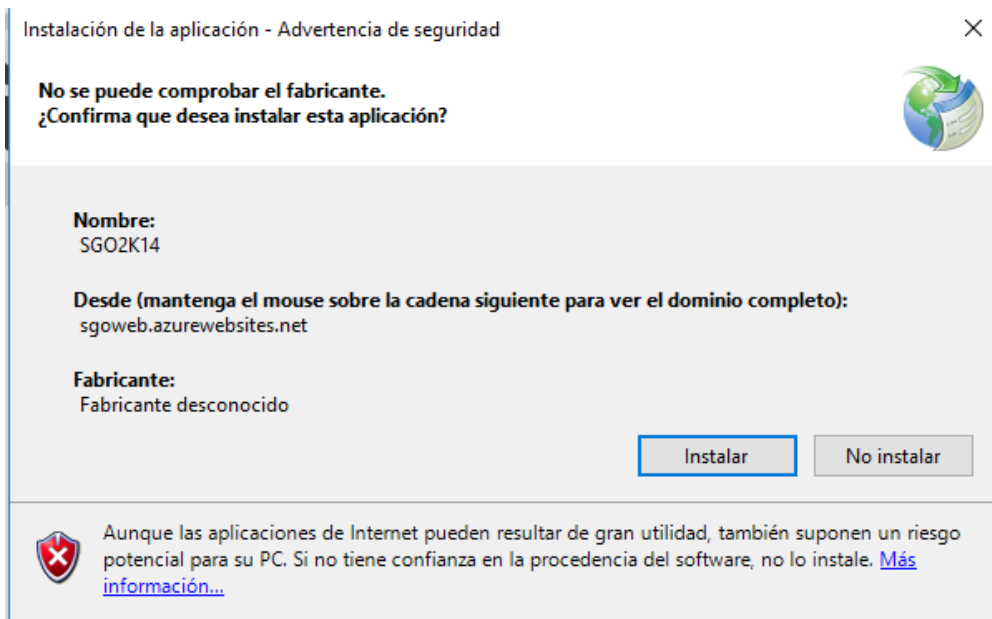 Instalación de la aplicación - Advertencia de seguridad
No se puede comprobar el fabricante.
¿Confirma que desea instalar esta aplicación?
Nombre:
SGO2K14
Desde (mantenga el mouse sobre la cadena siguiente para ver el dominio completo):
sgoweb.azurewebsites.net
Fabricante:
Fabricante desconocido
Instalar No instalar
Aunque las aplicaciones de Internet pueden resultar de gran utilidad, también suponen un riesgo
potencial para su PC. Si no tiene confianza en la procedencia del software, no lo instale. Más
información...